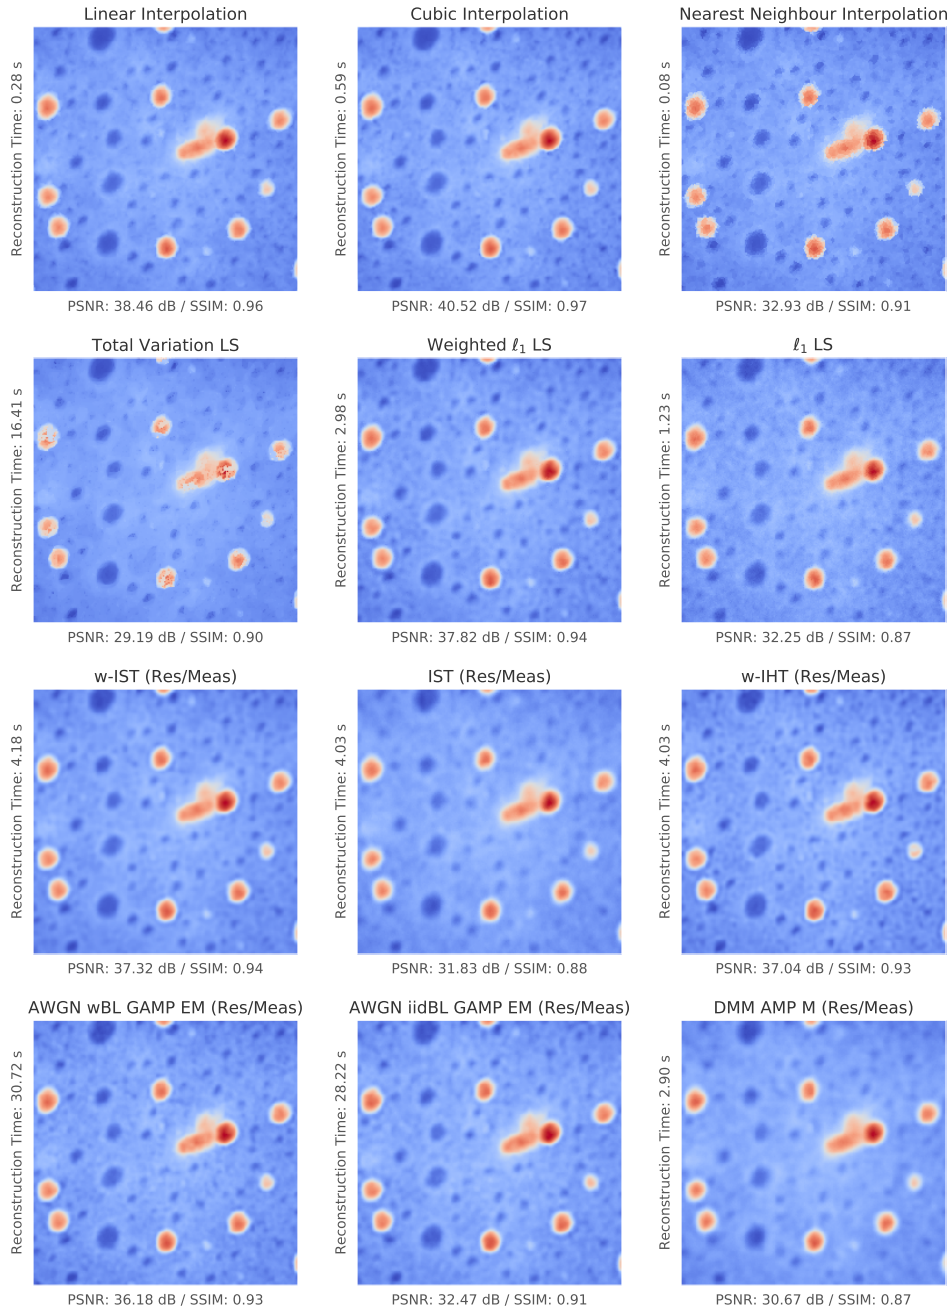 Linear Interpolation
Reconstruction Time: 0.28 s
PSNR: 38.46 dB / SSIM: 0.96
Cubic Interpolation
Reconstruction Time: 0.59 s
PSNR: 40.52 dB / SSIM: 0.97
Nearest Neighbour Interpolation
Reconstruction Time: 0.08 s
PSNR: 32.93 dB / SSIM: 0.91
Total Variation LS
Reconstruction Time: 16.41 s
PSNR: 29.19 dB / SSIM: 0.90
Weighted ℓ₁ LS
Reconstruction Time: 2.98 s
PSNR: 37.82 dB / SSIM: 0.94
ℓ₁ LS
Reconstruction Time: 1.23 s
PSNR: 32.25 dB / SSIM: 0.87
w-IST (Res/Meas)
Reconstruction Time: 4.18 s
PSNR: 37.32 dB / SSIM: 0.94
IST (Res/Meas)
Reconstruction Time: 4.03 s
PSNR: 31.83 dB / SSIM: 0.88
w-IHT (Res/Meas)
Reconstruction Time: 4.03 s
PSNR: 37.04 dB / SSIM: 0.93
AWGN wBL GAMP EM (Res/Meas)
Reconstruction Time: 30.72 s
PSNR: 36.18 dB / SSIM: 0.93
AWGN iidBL GAMP EM (Res/Meas)
Reconstruction Time: 28.22 s
PSNR: 32.47 dB / SSIM: 0.91
DMM AMP M (Res/Meas)
Reconstruction Time: 2.90 s
PSNR: 30.67 dB / SSIM: 0.87